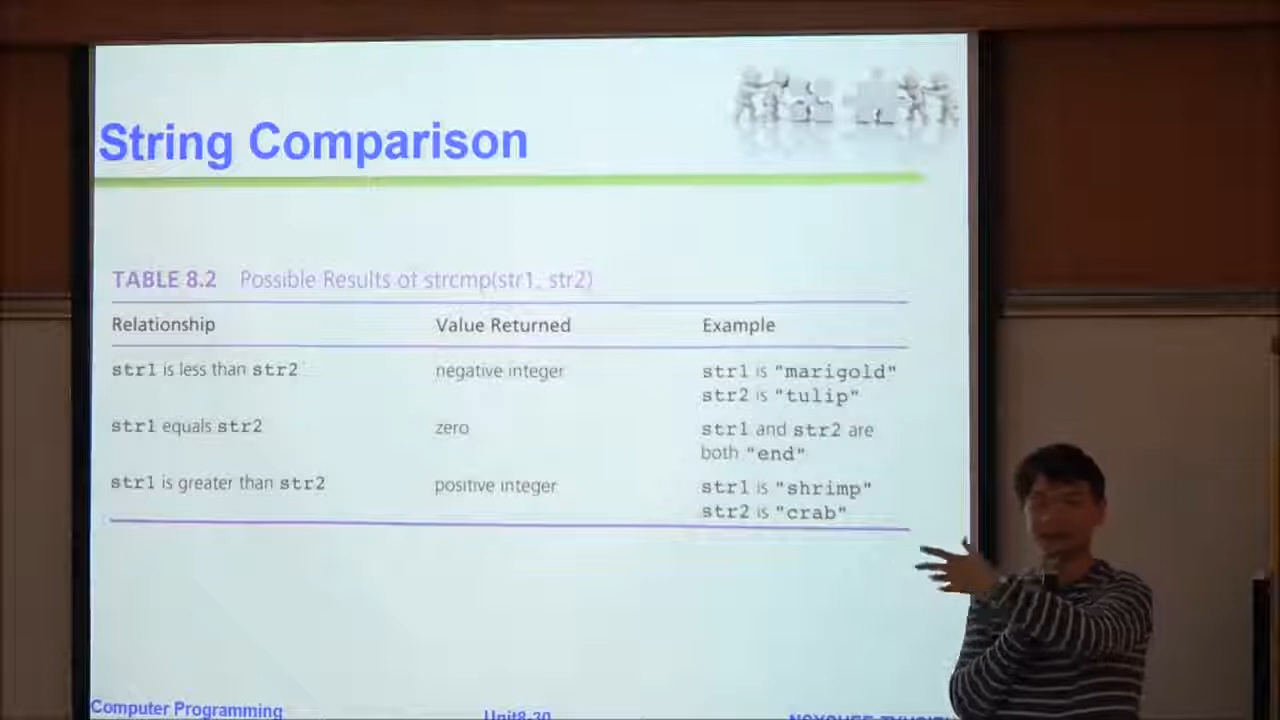 String Comparison
TABLE 8.2 Possible Results of strcmp(str1, str2)
Relationship Value Returned Example
str1 is less than str2 negative integer str1 is "marigold"
str2 is "tulip"
str1 equals str2 zero str1 and str2 are
both "end"
str1 is greater than str2 positive integer str1 is "shrimp"
str2 is "crab"
Computer Programming Unit8-30